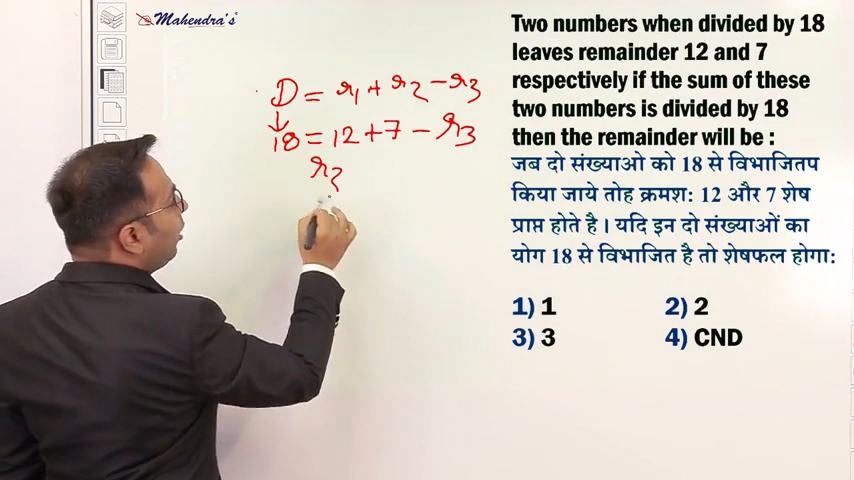 Mahendra's
D = r₁ + r₂ - r₃
18 = 12 + 7 - r₃
r₃
Two numbers when divided by 18
leaves remainder 12 and 7
respectively if the sum of these
two numbers is divided by 18
then the remainder will be :
जब दो संख्याओ को 18 से विभाजितप
किया जाये तोह क्रमश: 12 और 7 शेष
प्राप्त होते है। यदि इन दो संख्याओं का
योग 18 से विभाजित है तो शेषफल होगा:
1) 1 2) 2
3) 3 4) CND